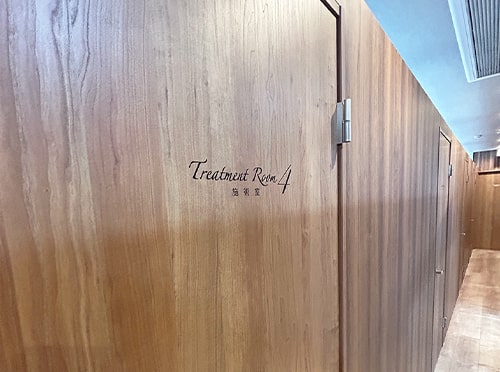 Treatment Room 4
施術室